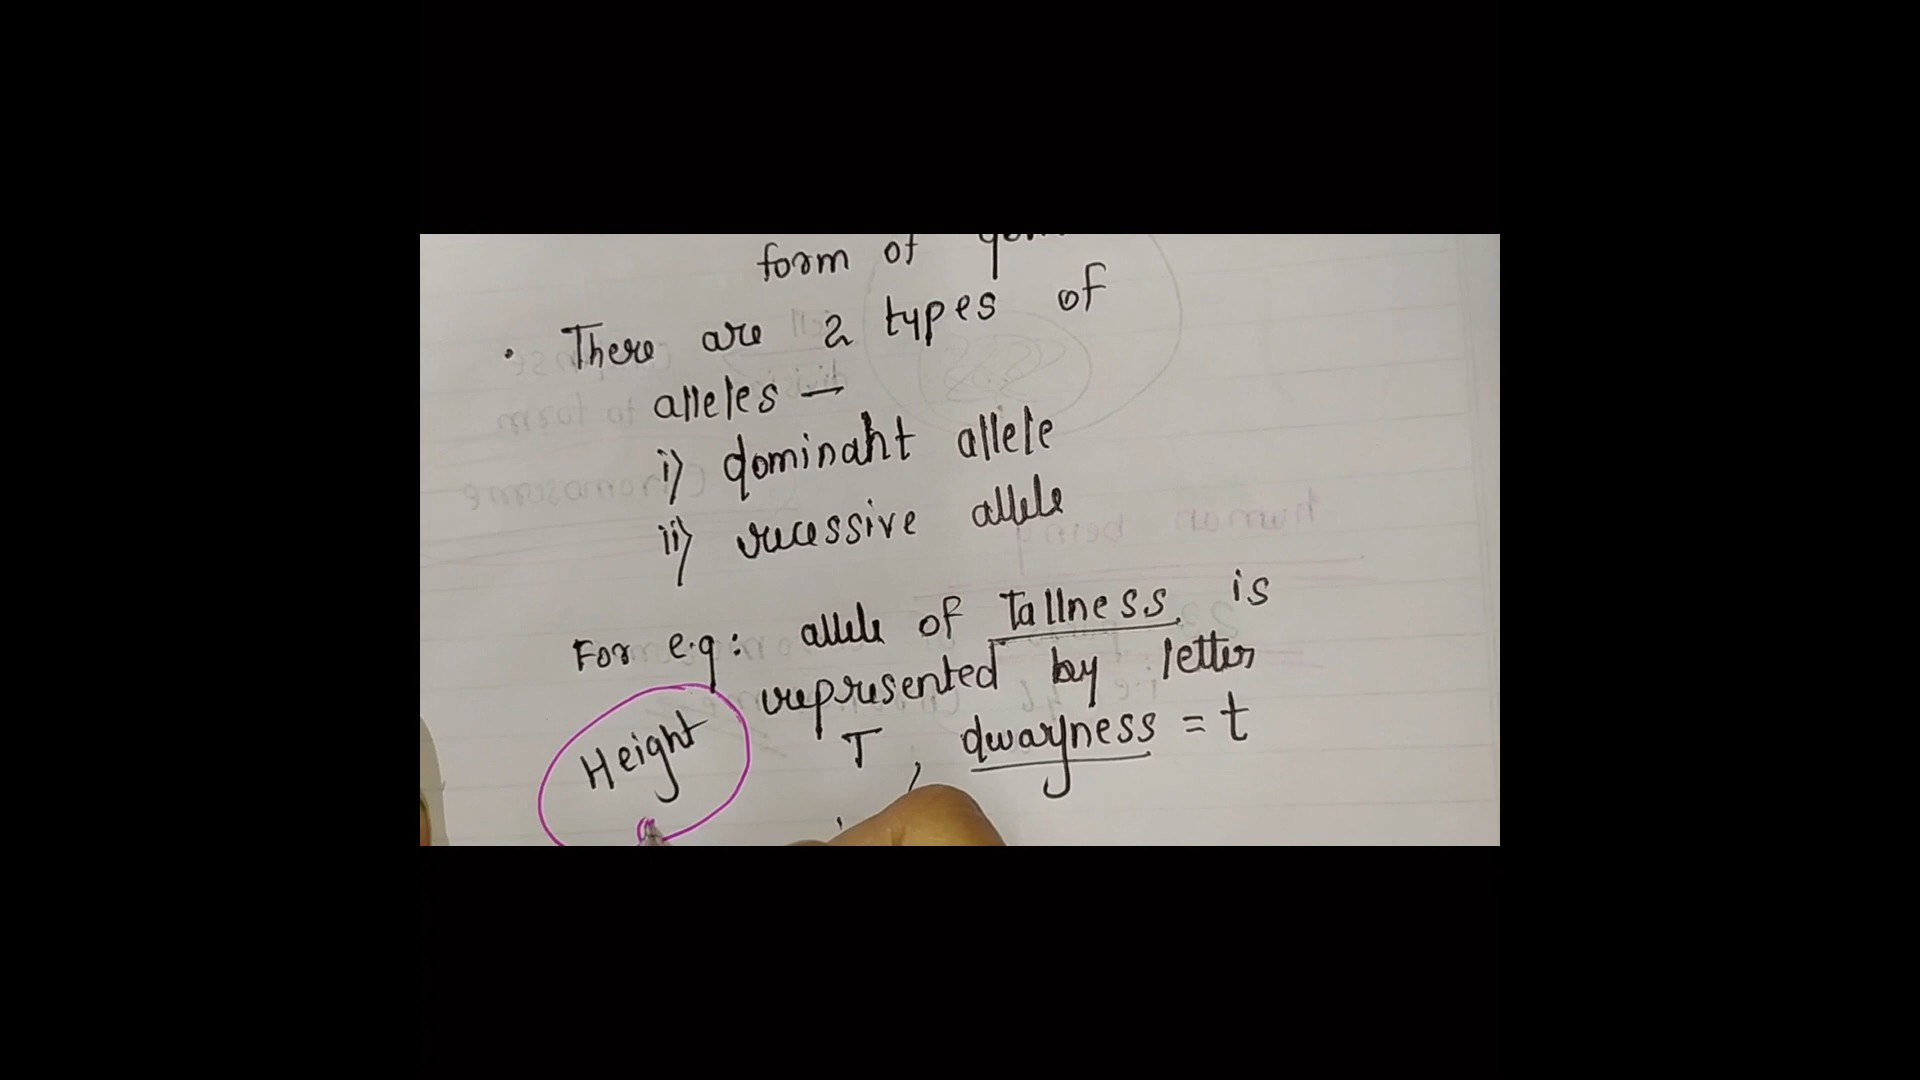 form of
• There are 2 types of
alleles —
i) dominant allele
ii) recessive allele
For e.g: allele of Tallness is
represented by letter
Height
T, dwarfness = t